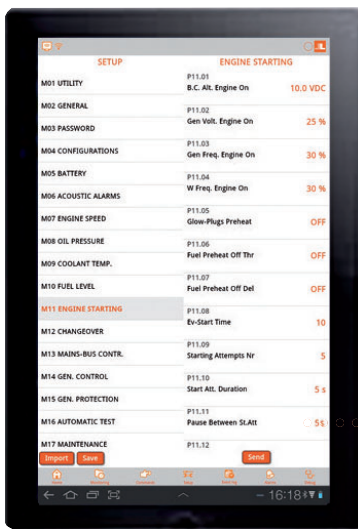 SETUP
M01 UTILITY
M02 GENERAL
M03 PASSWORD
M04 CONFIGURATIONS
M05 BATTERY
M06 ACOUSTIC ALARMS
M07 ENGINE SPEED
M08 OIL PRESSURE
M09 COOLANT TEMP.
M10 FUEL LEVEL
M11 ENGINE STARTING
M12 CHANGEOVER
M13 MAINS-BUS CONTR.
M14 GEN. CONTROL
M15 GEN. PROTECTION
M16 AUTOMATIC TEST
M17 MAINTENANCE
Import Save
ENGINE STARTING
P11.01
B.C. Alt. Engine On 10.0 VDC
P11.02
Gen Volt. Engine On 25 %
P11.03
Gen Freq. Engine On 30 %
P11.04
W Freq. Engine On 30 %
P11.05
Glow-Plugs Preheat OFF
P11.06
Fuel Preheat Off Thr OFF
P11.07
Fuel Preheat Off Del OFF
P11.08
Ev-Start Time 10
P11.09
Starting Attempts Nr 5
P11.10
Start Att. Duration 5 s
P11.11
Pause Between St.Att 5s
P11.12
Send
16:18